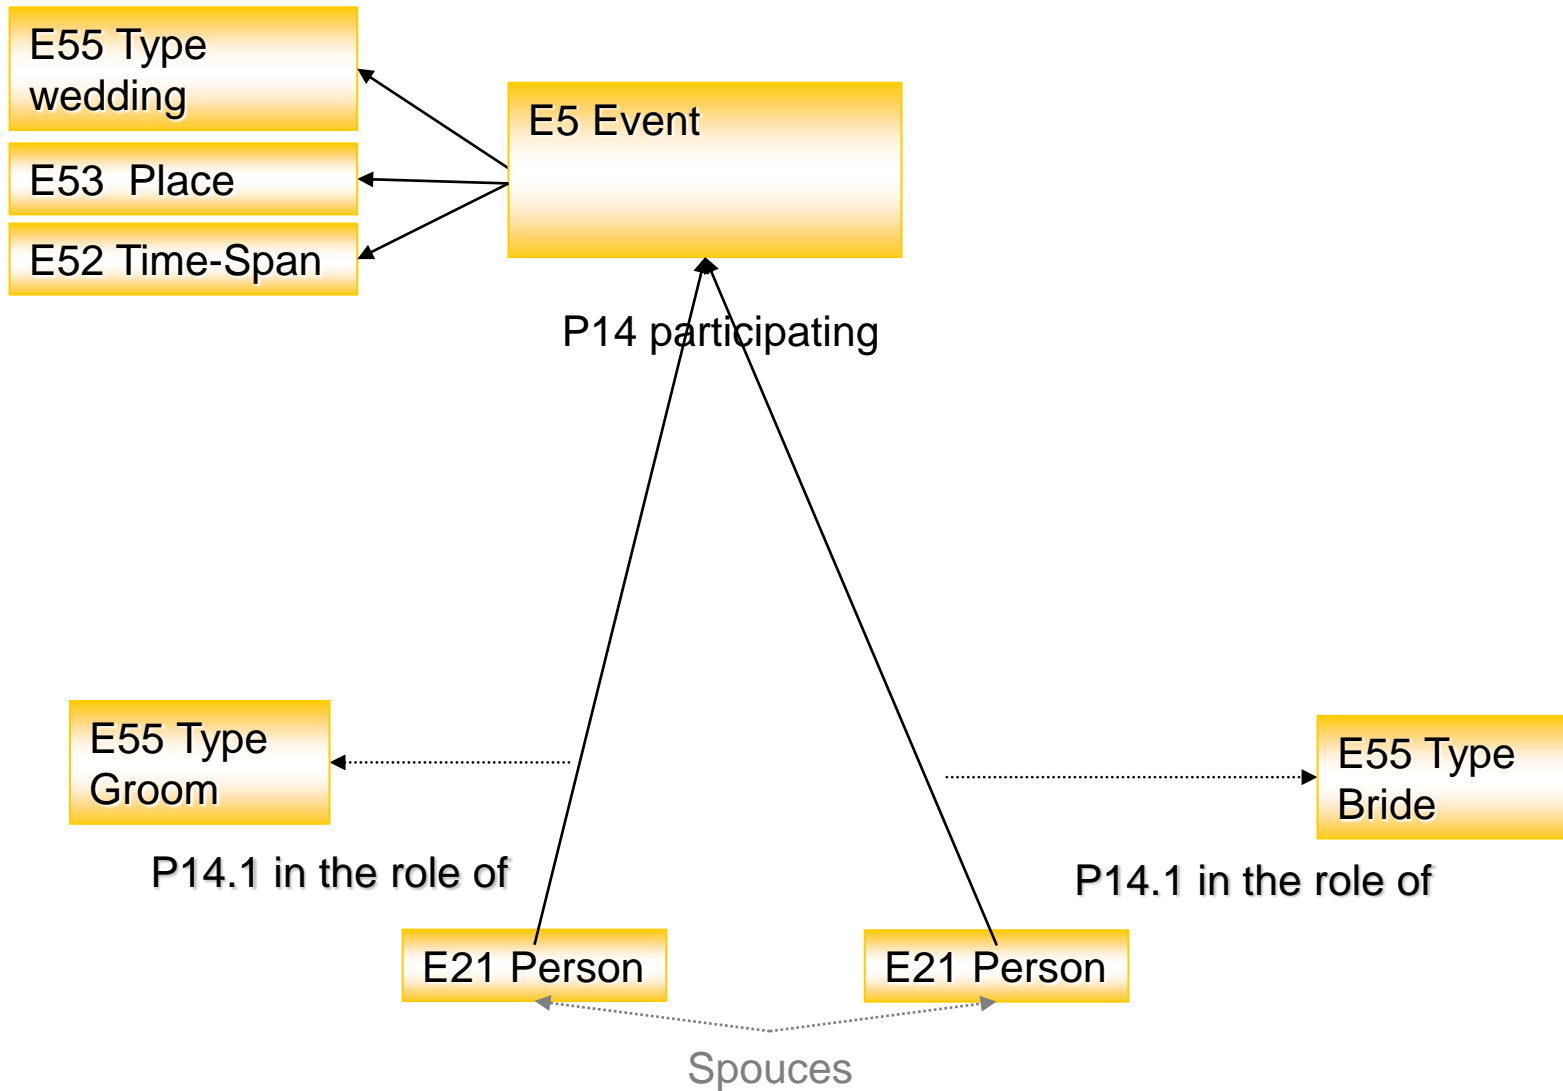 E55 Type
wedding
E5 Event
E53  Place
E52 Time-Span
P14 participating
E55 Type
Groom
E55 Type
Bride
P14.1 in the role of
P14.1 in the role of
E21 Person
E21 Person
Spouces